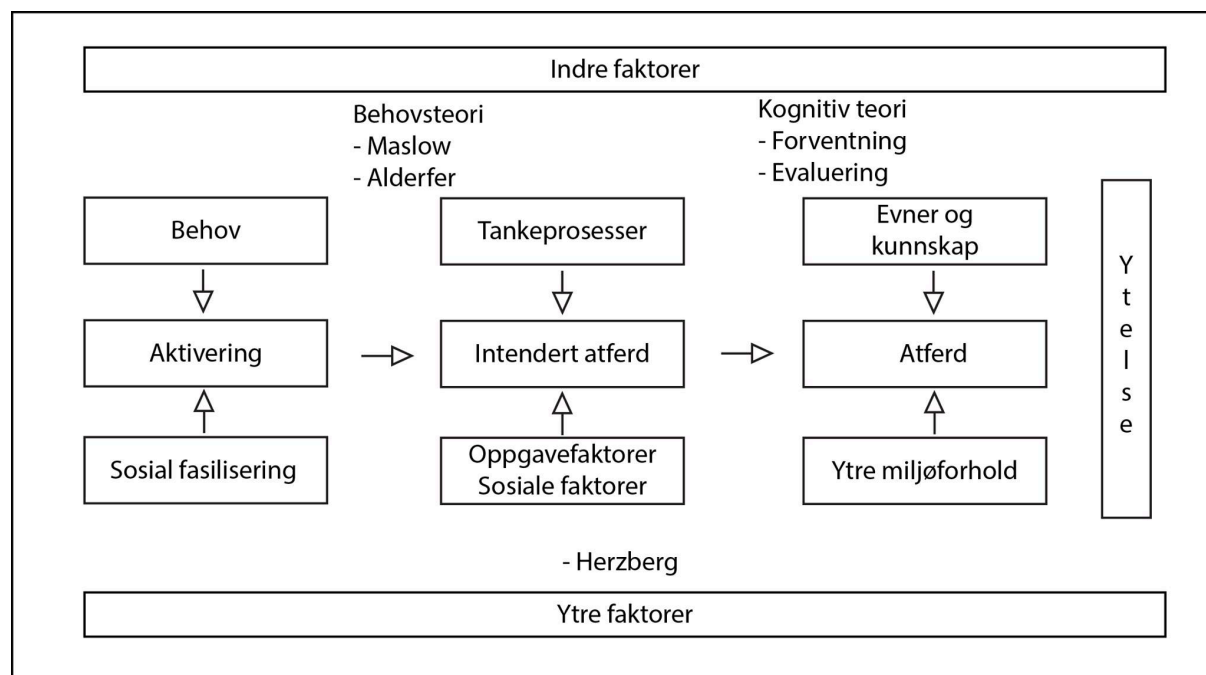 Indre faktorer
Behovsteori
- Maslow
- Alderfer
Kognitiv teori
- Forventning
- Evaluering
Behov
Tankeprosesser
Evner og
kunnskap
Aktivering
Intendert atferd
Atferd
Sosial fasilisering
Oppgavefaktorer
Sosiale faktorer
Ytre miljøforhold
Ytelse
- Herzberg
Ytre faktorer